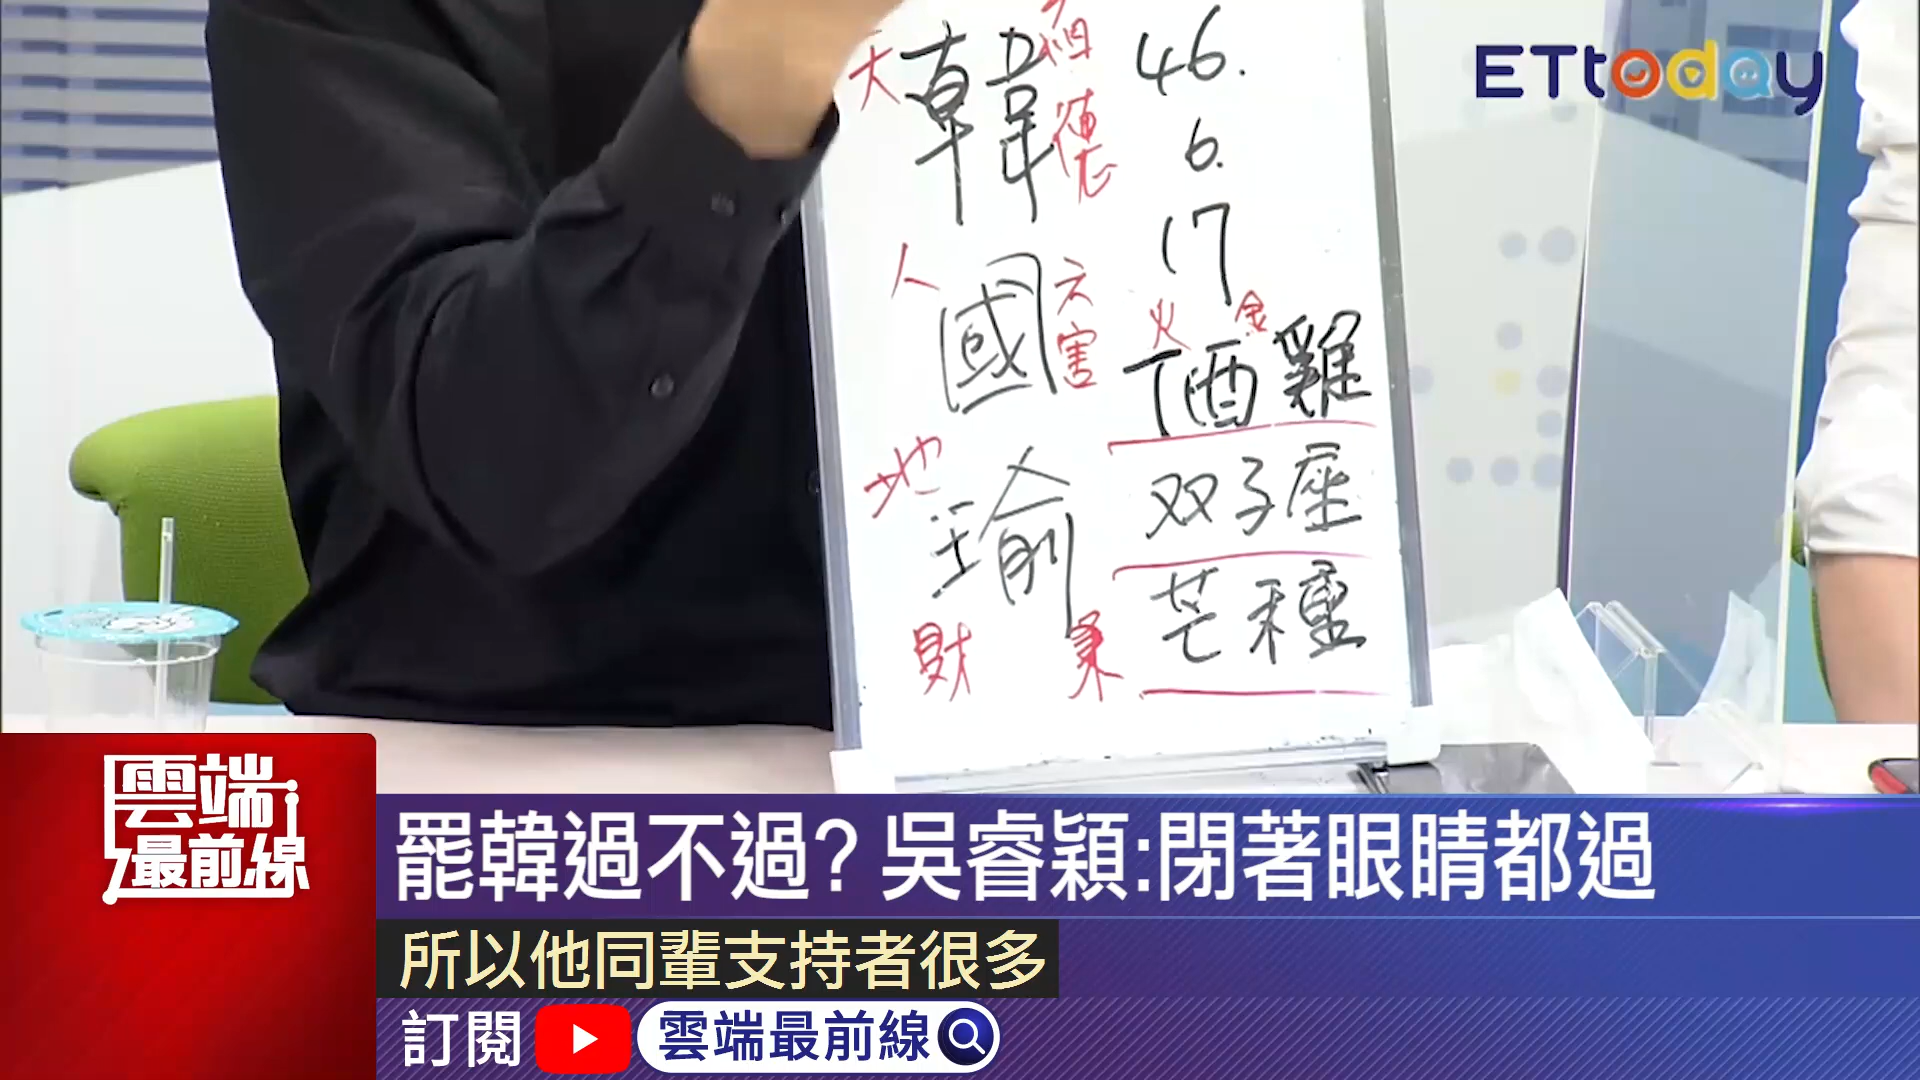 ETtoday
大 韓 德
46.
6.
17
人 國 六害
火 金
丁酉 雞
地 瑜
双子座
芒種
財
雲端最前線
罷韓過不過? 吳睿穎:閉著眼睛都過
所以他同輩支持者很多
訂閱 雲端最前線